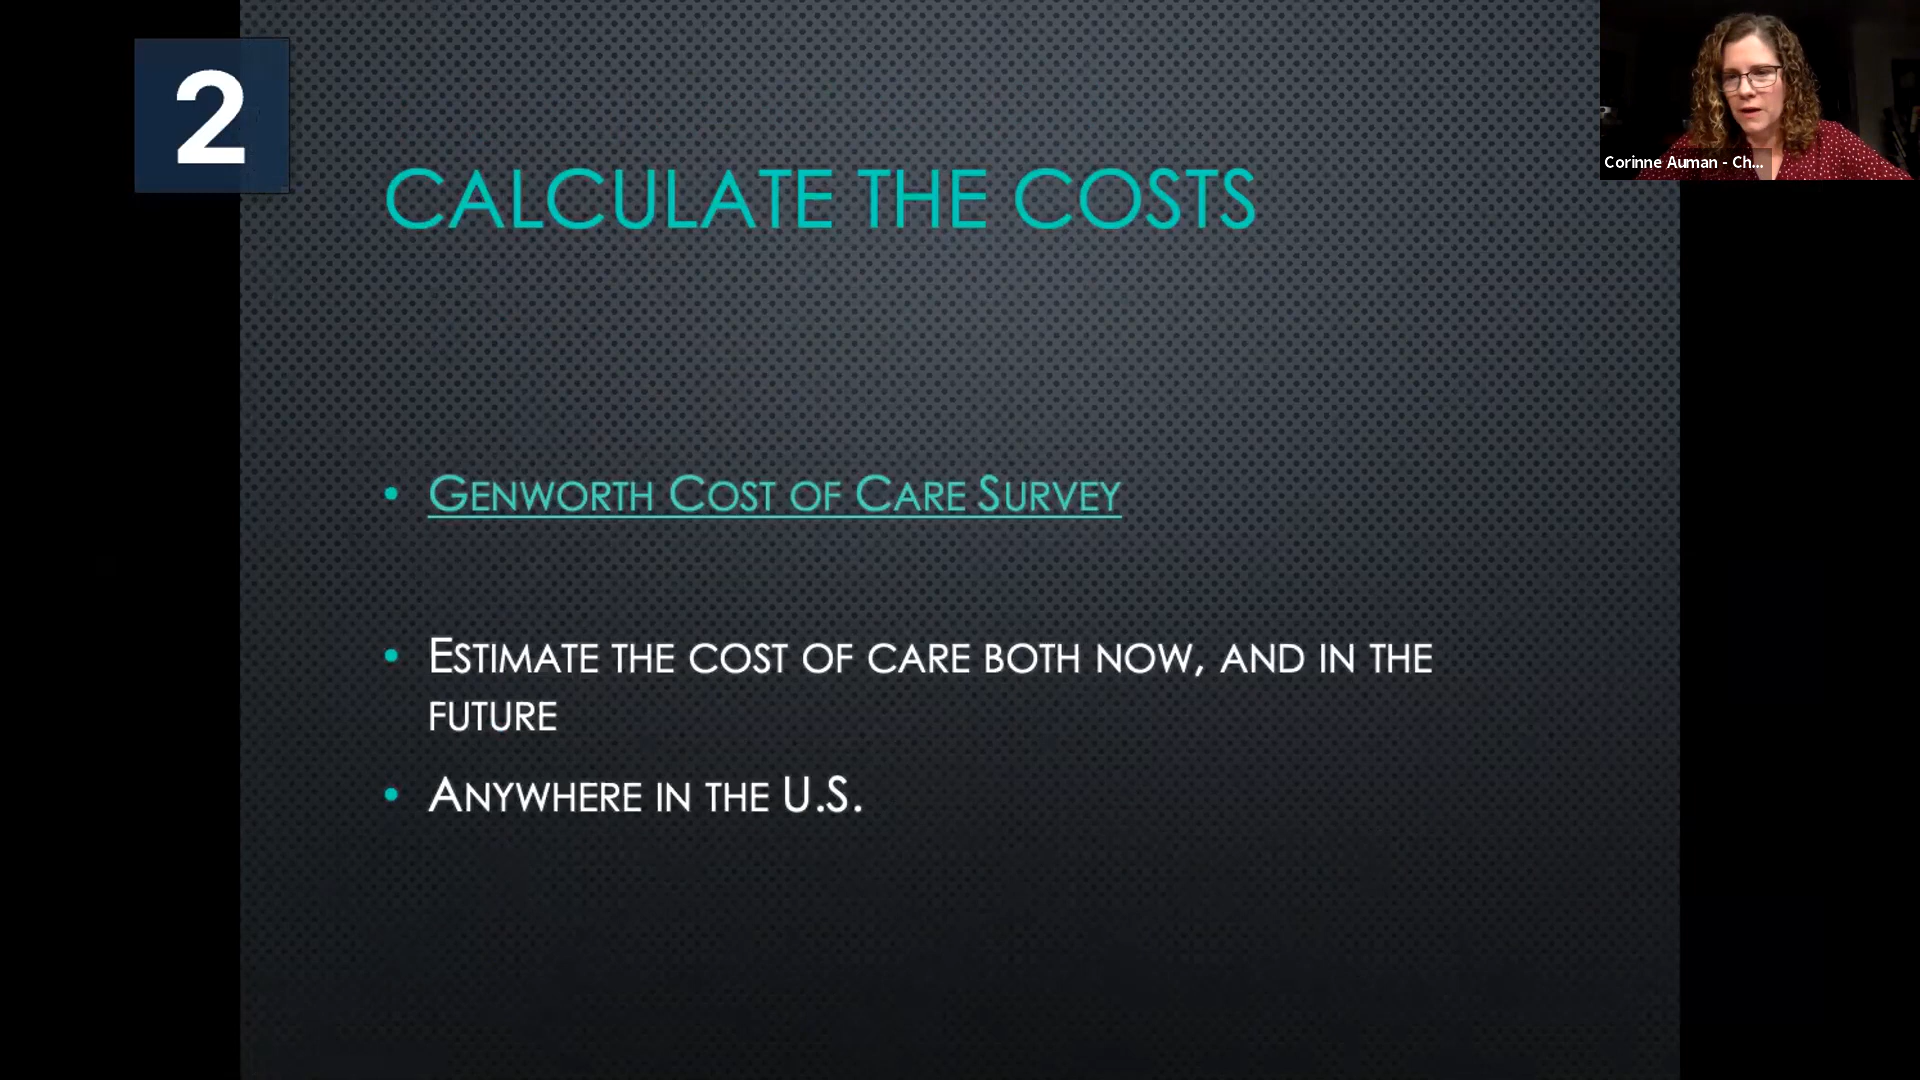 2
CALCULATE THE COSTS
Corinne Auman - Ch...
• GENWORTH COST OF CARE SURVEY
• ESTIMATE THE COST OF CARE BOTH NOW, AND IN THE
FUTURE
• ANYWHERE IN THE U.S.